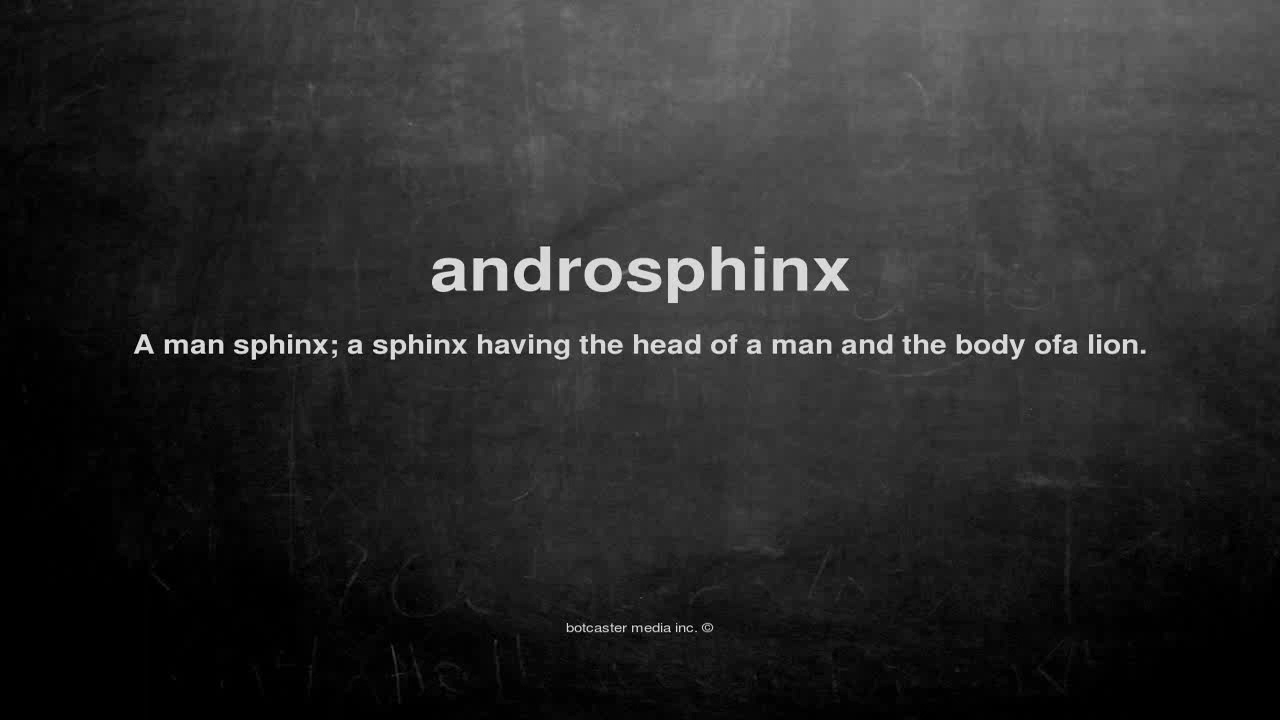 androsphinx
A man sphinx; a sphinx having the head of a man and the body ofa lion.
botcaster media inc. ©